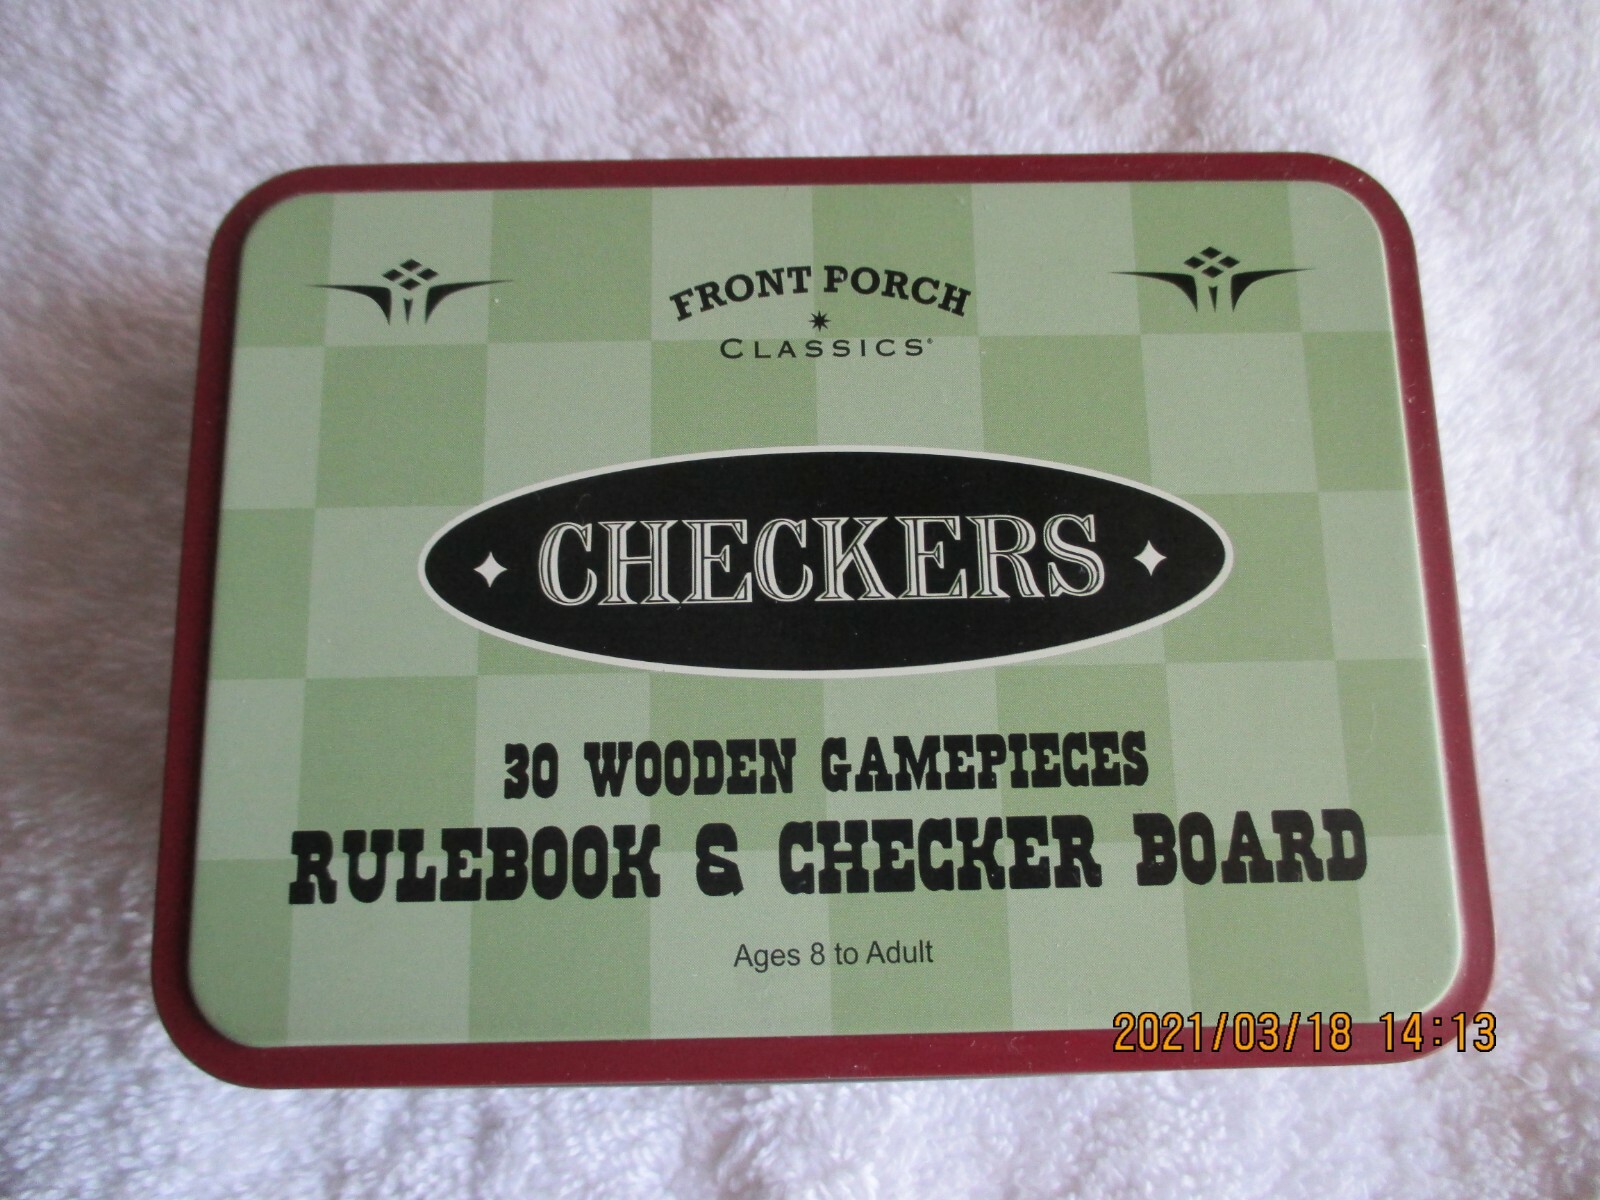 FRONT PORCH
CLASSICS®
CHECKERS
30 WOODEN GAMEPIECES
RULEBOOK & CHECKER BOARD
Ages 8 to Adult
2021/03/18 14:13